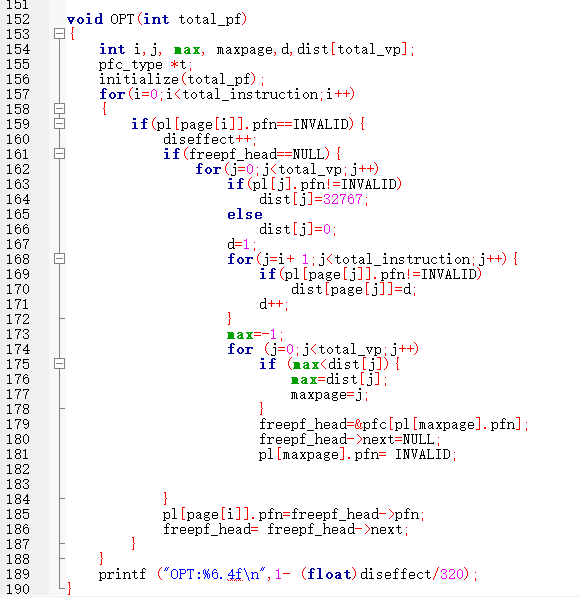 151
152 void OPT(int total_pf)
153 {
154 int i,j, max, maxpage,d,dist[total_vp];
155 pfc_type *t;
156 initialize(total_pf);
157 for(i=0;i<total_instruction;i++)
158 {
159 if(pl[page[i]].pfn==INVALID){
160 diseffect++;
161 if(freepf_head==NULL){
162 for(j=0;j<total_vp;j++)
163 if(pl[j].pfn!=INVALID)
164 dist[j]=32767;
165 else
166 dist[j]=0;
167 d=1;
168 for(j=i+ 1;j<total_instruction;j++){
169 if(pl[page[j]].pfn!=INVALID)
170 dist[page[j]]=d;
171 d++;
172 }
173 max=-1;
174 for (j=0;j<total_vp;j++)
175 if (max<dist[j]){
176 max=dist[j];
177 maxpage=j;
178 }
179 freepf_head=&pfc[pl[maxpage].pfn];
180 freepf_head->next=NULL;
181 pl[maxpage].pfn= INVALID;
182
183
184 }
185 pl[page[i]].pfn=freepf_head->pfn;
186 freepf_head= freepf_head->next;
187 }
188 }
189 printf ("OPT:%6.4f\n",1- (float)diseffect/320);
190 }